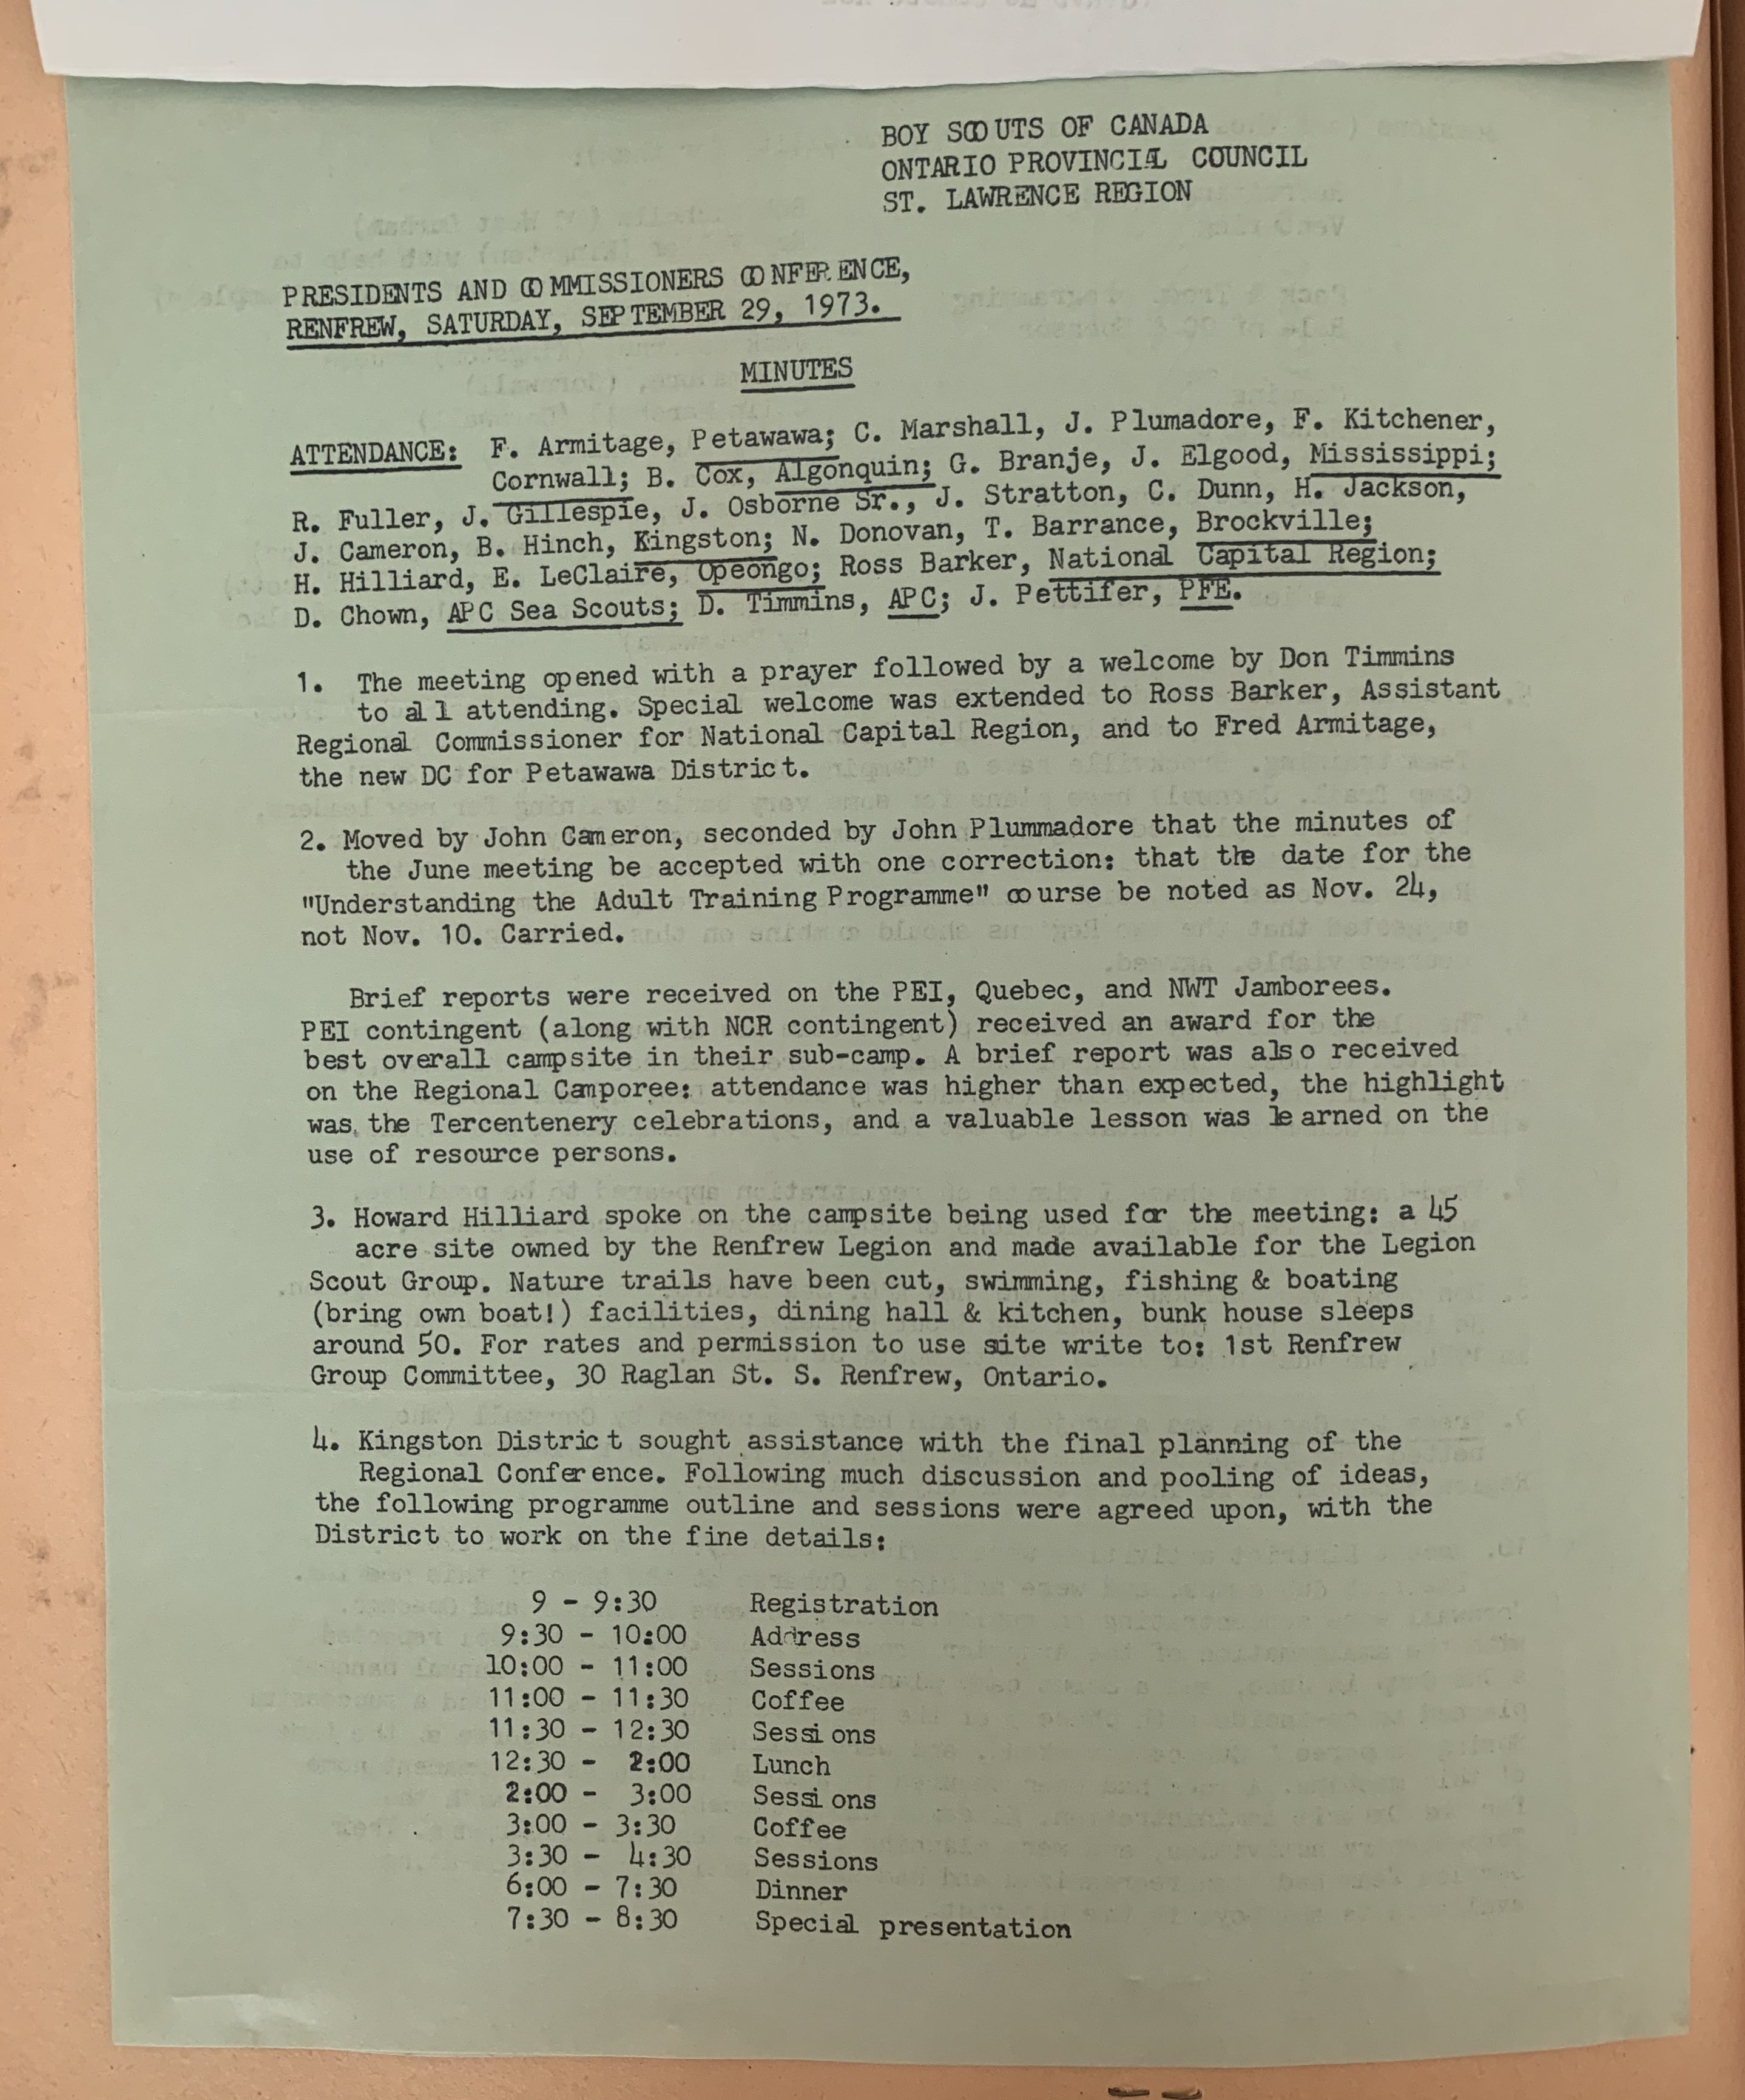 BOY SCOUTS OF CANADA
ONTARIO PROVINCIAL COUNCIL
ST. LAWRENCE REGION
PRESIDENTS AND COMMISSIONERS CONFERENCE,
RENFREW, SATURDAY, SEPTEMBER 29, 1973.
MINUTES
ATTENDANCE: F. Armitage, Petawawa; C. Marshall, J. Plumadore, F. Kitchener,
Cornwall; B. Cox, Algonquin; G. Branje, J. Elgood, Mississippi;
R. Fuller, J. Gillespie, J. Osborne Sr., J. Stratton, C. Dunn, H. Jackson,
J. Cameron, B. Hinch, Kingston; N. Donovan, T. Barrance, Brockville;
H. Hilliard, E. LeClaire, Opeongo; Ross Barker, National Capital Region;
D. Chown, APC Sea Scouts; D. Timmins, APC; J. Pettifer, PFE.
1. The meeting opened with a prayer followed by a welcome by Don Timmins
to all attending. Special welcome was extended to Ross Barker, Assistant
Regional Commissioner for National Capital Region, and to Fred Armitage,
the new DC for Petawawa District.
2. Moved by John Cameron, seconded by John Plummadore that the minutes of
the June meeting be accepted with one correction: that the date for the
"Understanding the Adult Training Programme" course be noted as Nov. 24,
not Nov. 10. Carried.
Brief reports were received on the PEI, Quebec, and NWT Jamborees.
PEI contingent (along with NCR contingent) received an award for the
best overall campsite in their sub-camp. A brief report was also received
on the Regional Camporee: attendance was higher than expected, the highlight
was the Tercentenery celebrations, and a valuable lesson was learned on the
use of resource persons.
3. Howard Hilliard spoke on the campsite being used for the meeting: a 45
acre site owned by the Renfrew Legion and made available for the Legion
Scout Group. Nature trails have been cut, swimming, fishing & boating
(bring own boat!) facilities, dining hall & kitchen, bunk house sleeps
around 50. For rates and permission to use site write to: 1st Renfrew
Group Committee, 30 Raglan St. S. Renfrew, Ontario.
4. Kingston District sought assistance with the final planning of the
Regional Conference. Following much discussion and pooling of ideas,
the following programme outline and sessions were agreed upon, with the
District to work on the fine details:
9 - 9:30 Registration
9:30 - 10:00 Address
10:00 - 11:00 Sessions
11:00 - 11:30 Coffee
11:30 - 12:30 Sessions
12:30 - 2:00 Lunch
2:00 - 3:00 Sessions
3:00 - 3:30 Coffee
3:30 - 4:30 Sessions
6:00 - 7:30 Dinner
7:30 - 8:30 Special presentation